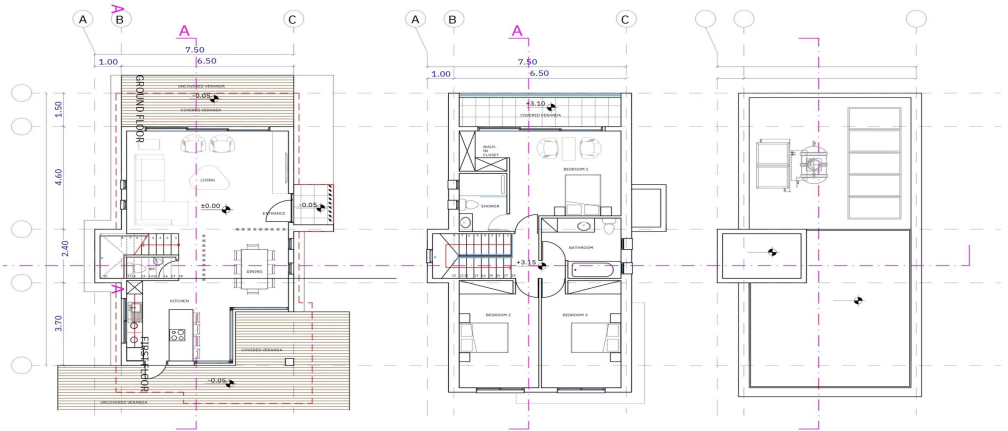 A
A B C
A
7.50
1.00 6.50
GROUND FLOOR
UNCOVERED VERANDA
-0.05
COVERED VERANDA
1.50
4.60
2.40
3.70
LIVING
±0.00
ENTRANCE
-0.05
DINING
WC
A
KITCHEN
FIRST FLOOR
COVERED VERANDA
-0.05
UNCOVERED VERANDA
A B C
A
7.50
1.00 6.50
+3.10
COVERED VERANDA
WALK-
IN
CLOSET
BEDROOM 1
SHOWER
BATHROOM
+3.15
BEDROOM 2
BEDROOM 3